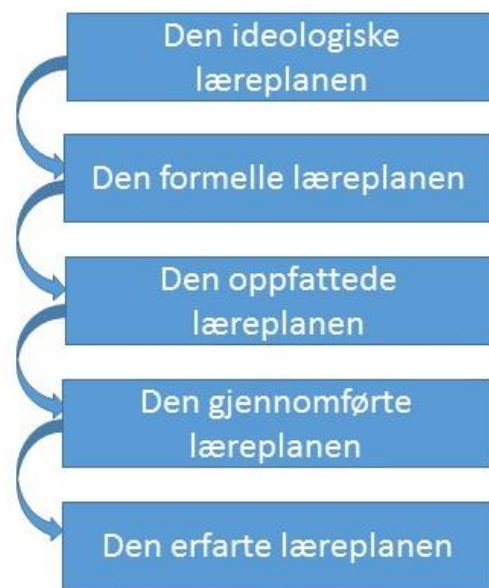 Den ideologiske
læreplanen
Den formelle læreplanen
Den oppfattede
læreplanen
Den gjennomførte
læreplanen
Den erfarte læreplanen